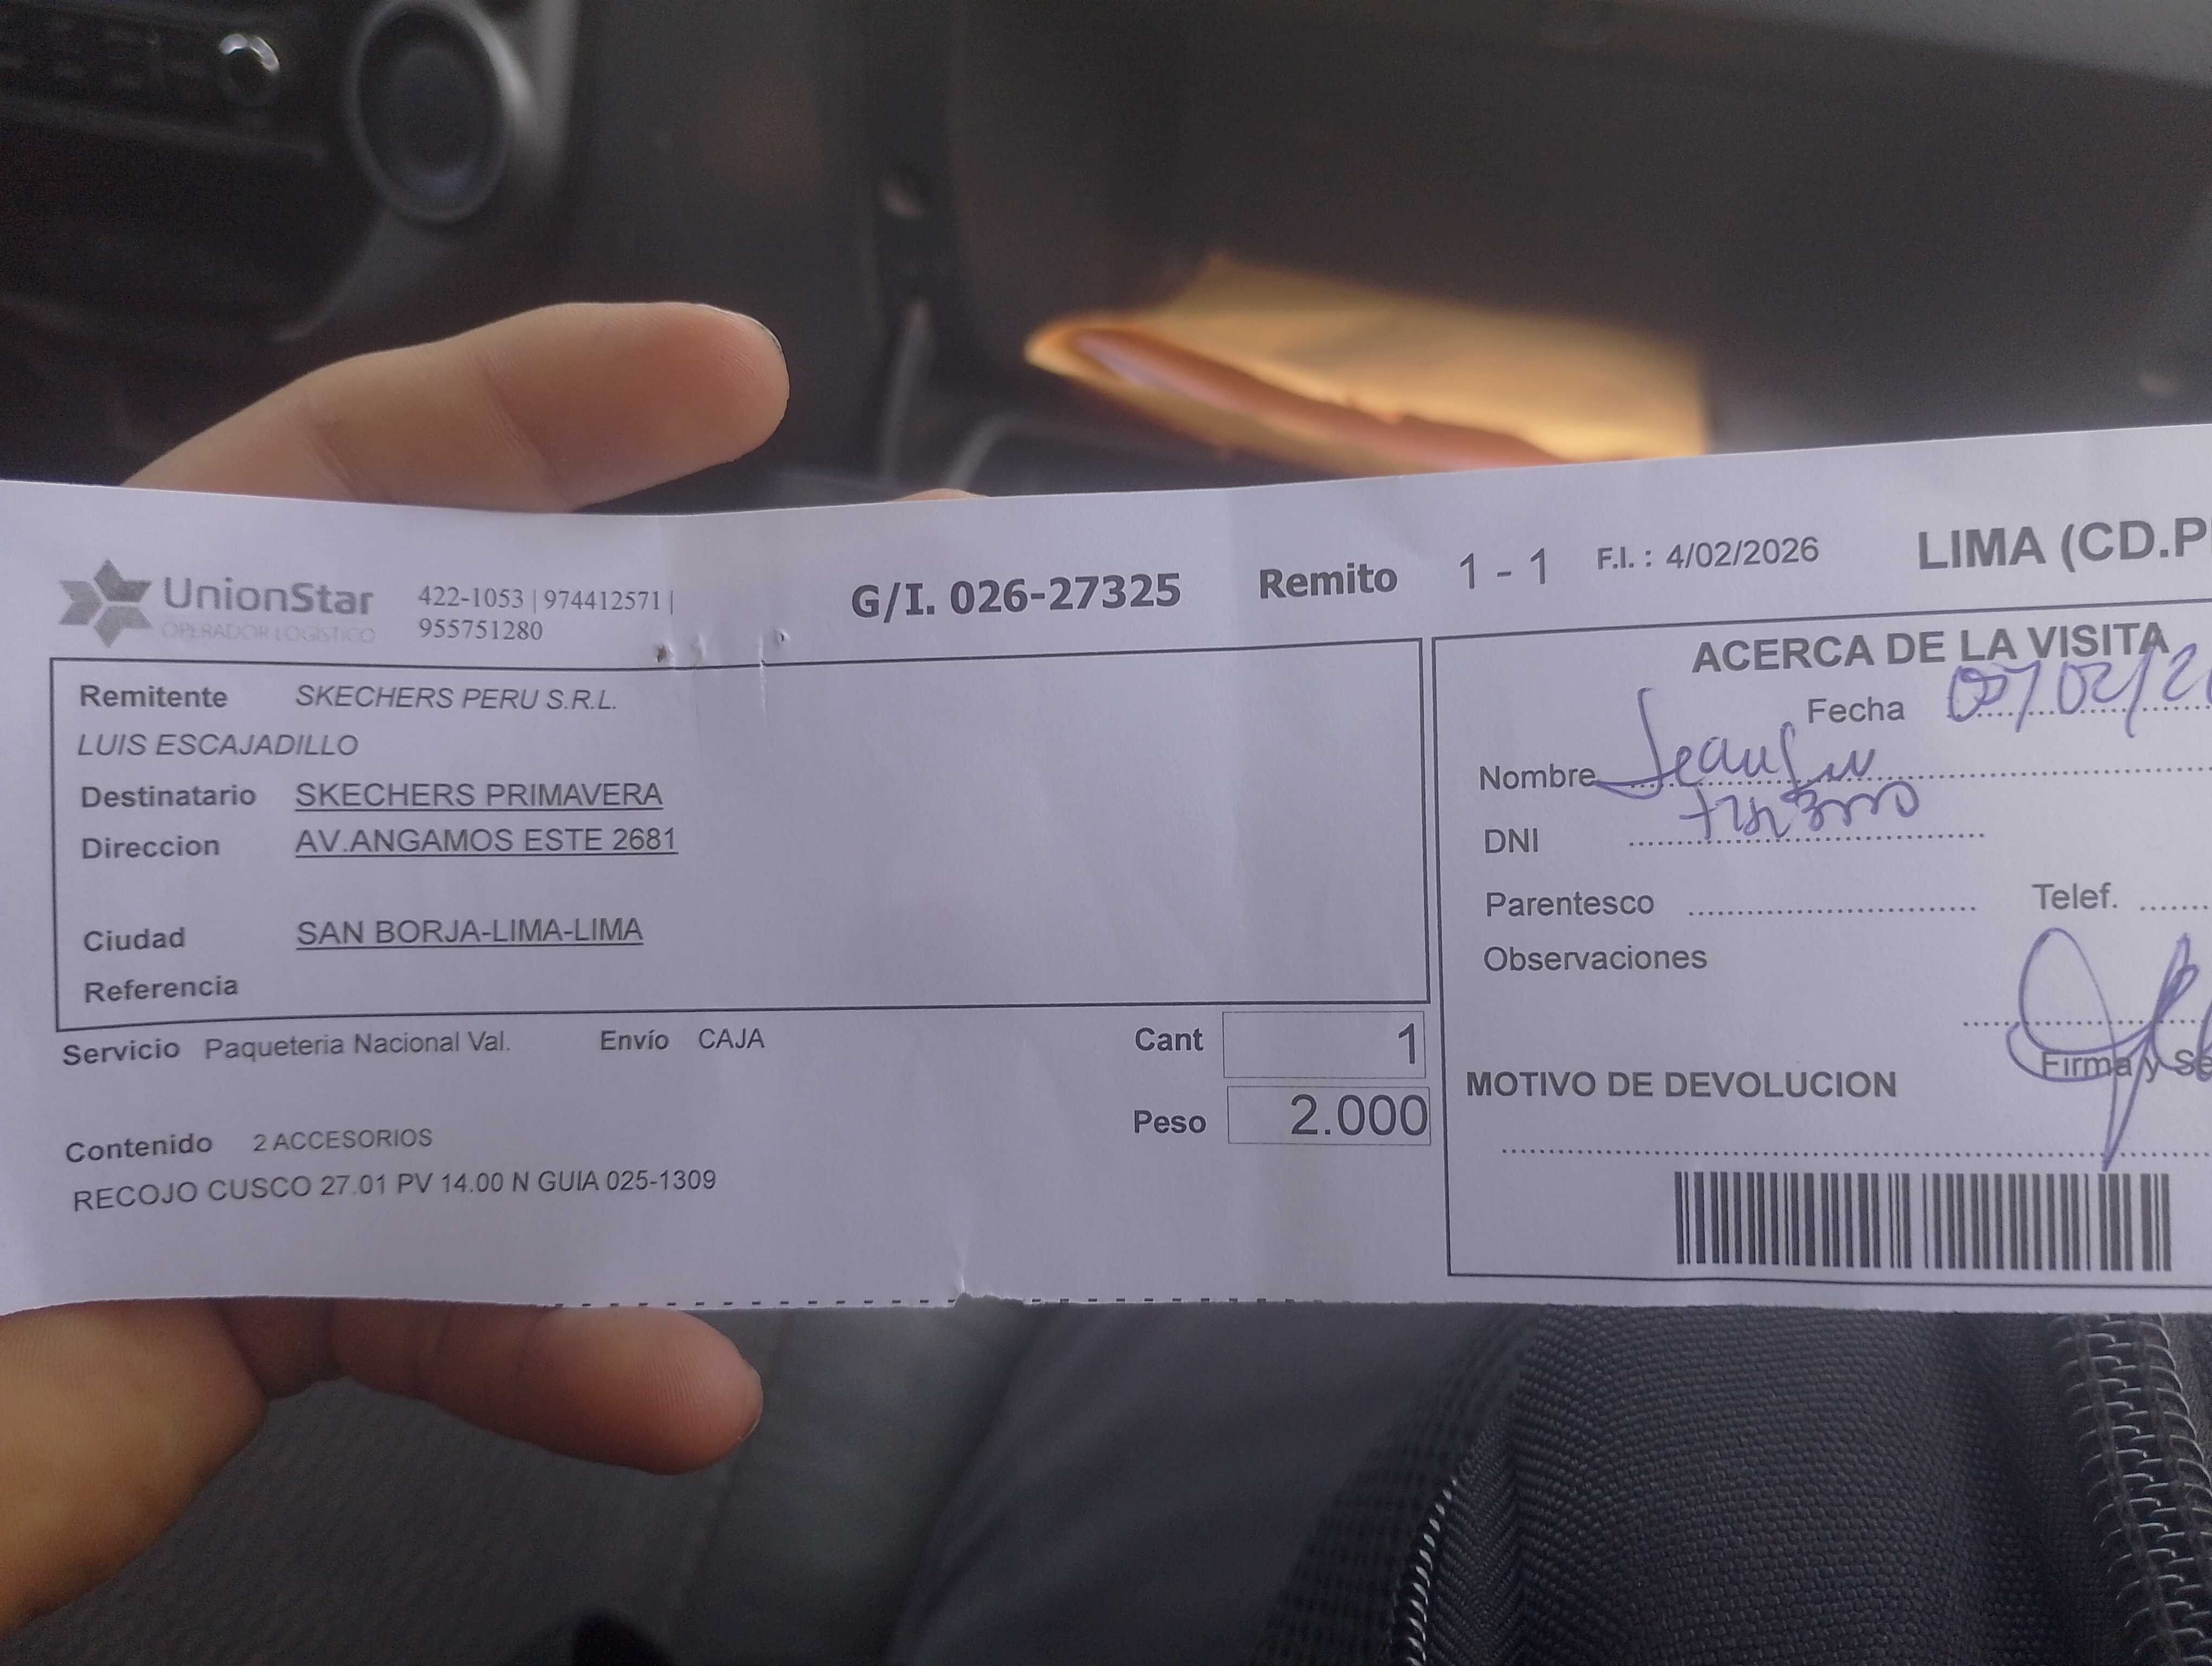 UnionStar
OPERADOR LOGÍSTICO
422-1053 | 974412571 |
955751280
G/I. 026-27325 Remito 1 - 1 F.I. : 4/02/2026 LIMA (CD.P
Remitente SKECHERS PERU S.R.L.
LUIS ESCAJADILLO
Destinatario SKECHERS PRIMAVERA
Direccion AV.ANGAMOS ESTE 2681
Ciudad SAN BORJA-LIMA-LIMA
Referencia
Servicio Paqueteria Nacional Val. Envío CAJA
Cant 1
Peso 2.000
Contenido 2 ACCESORIOS
RECOJO CUSCO 27.01 PV 14.00 N GUIA 025-1309
ACERCA DE LA VISITA
Fecha
Nombre
DNI
Parentesco Telef.
Observaciones
Firma y Se
MOTIVO DE DEVOLUCION